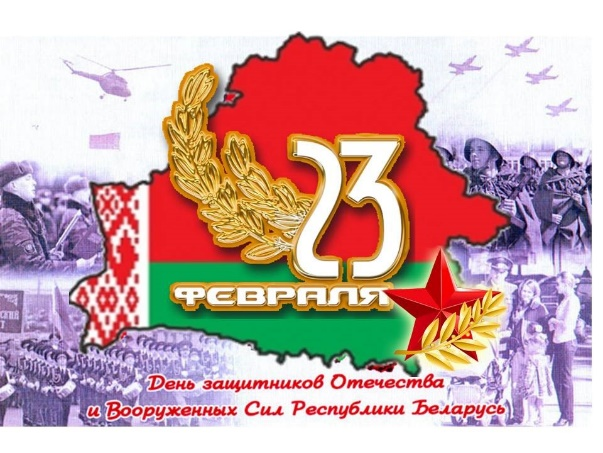 23
ФЕВРАЛЯ
День защитников Отечества
и Вооруженных Сил Республики Беларусь